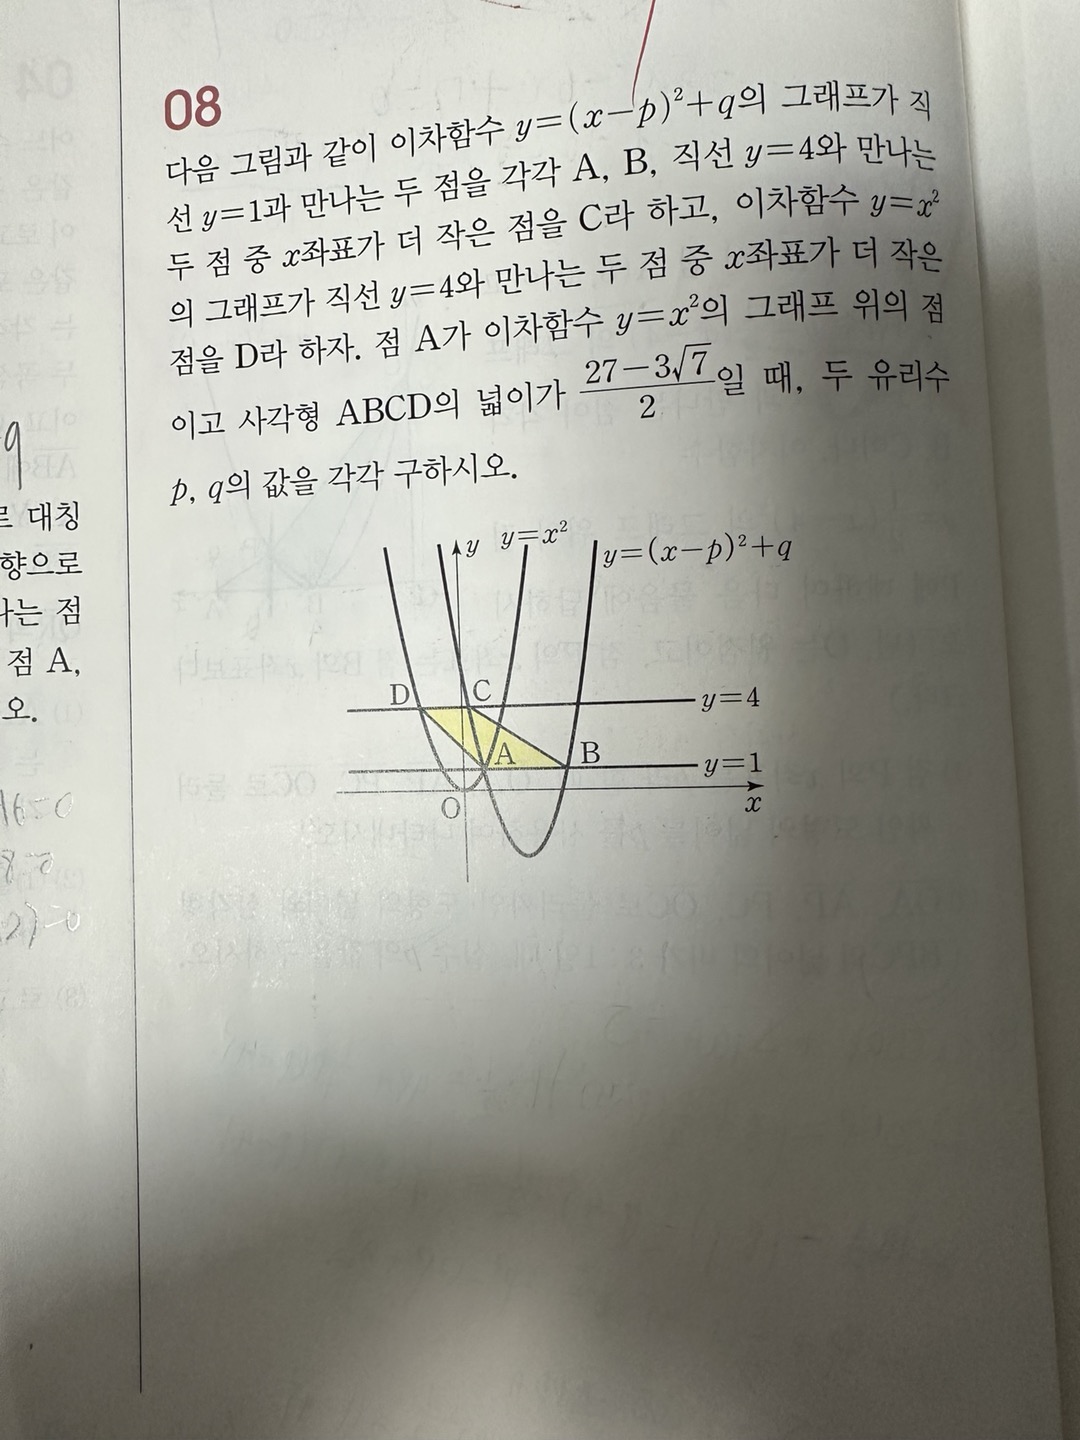 08
다음 그림과 같이 이차함수 y=(x-p)²+q의 그래프가 직
선 y=1과 만나는 두 점을 각각 A, B, 직선 y=4와 만나는
두 점 중 x좌표가 더 작은 점을 C라 하고, 이차함수 y=x²
의 그래프가 직선 y=4와 만나는 두 점 중 x좌표가 더 작은
점을 D라 하자. 점 A가 이차함수 y=x²의 그래프 위의 점
이고 사각형 ABCD의 넓이가 (27-3√7)/2일 때, 두 유리수
p, q의 값을 각각 구하시오.
y y=x² y=(x-p)²+q
D C y=4
A B y=1
O x
q
르 대칭
향으로
나는 점
점 A,
오.